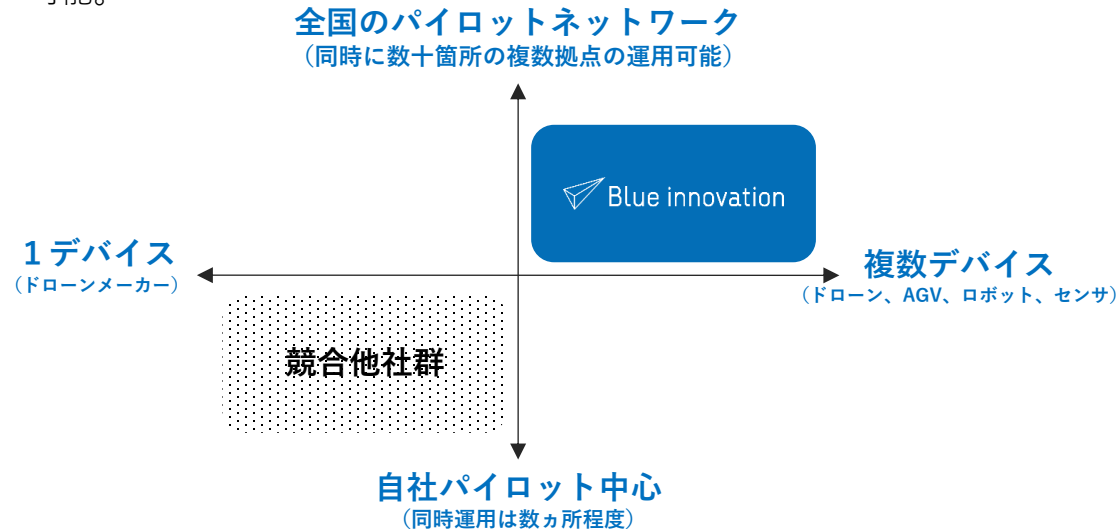 全国のパイロットネットワーク
（同時に数十箇所の複数拠点の運用可能）
Blue innovation
１デバイス
（ドローンメーカー）
複数デバイス
（ドローン、AGV、ロボット、センサ）
競合他社群
自社パイロット中心
（同時運用は数ヵ所程度）